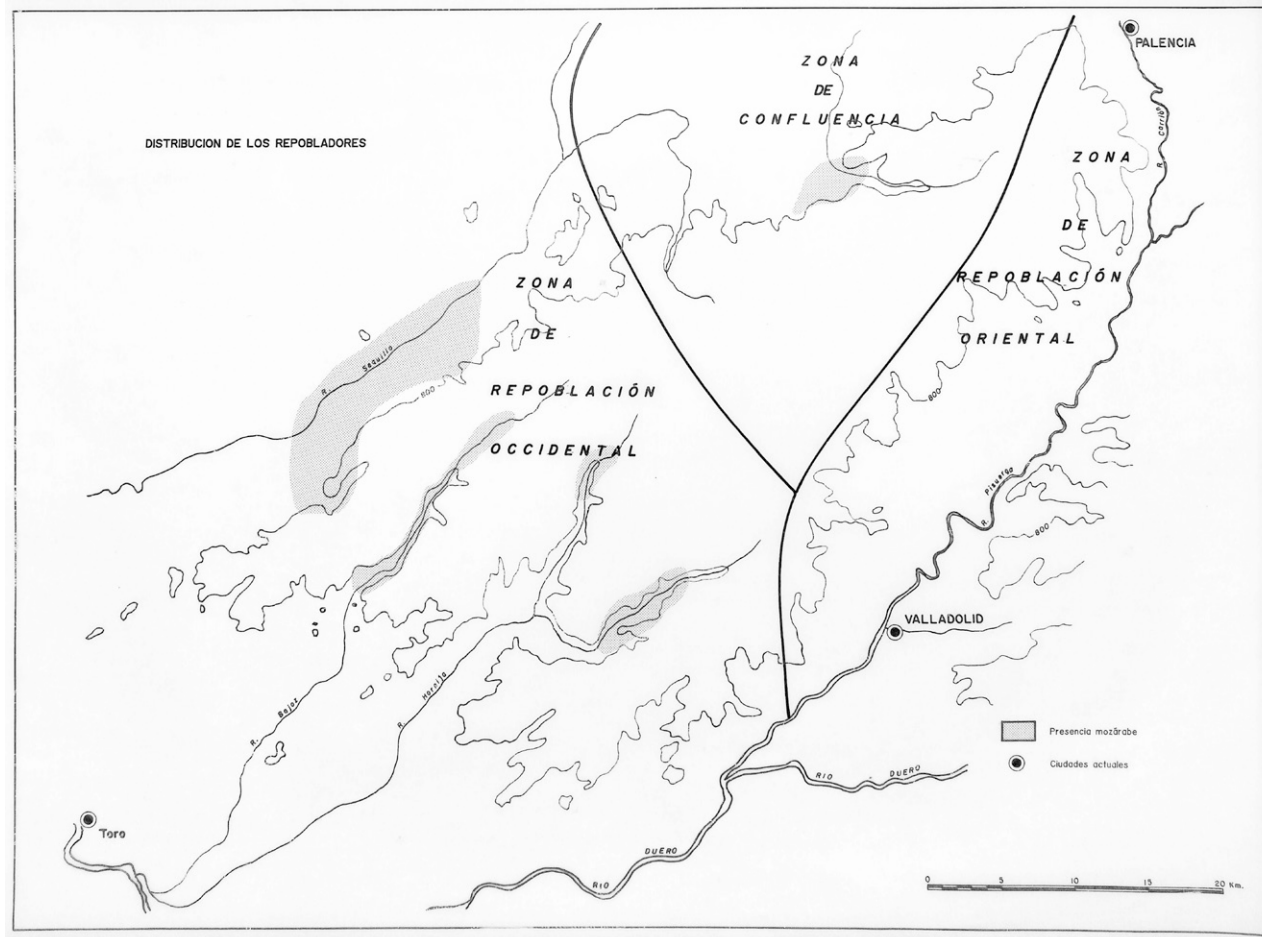 DISTRIBUCION DE LOS REPOBLADORES
ZONA
DE
CONFLUENCIA
PALENCIA
R. Carrión
ZONA
DE
REPOBLACIÓN
ORIENTAL
ZONA
DE
REPOBLACIÓN
OCCIDENTAL
R. Sequillo
800
800
R. Pisuerga
800
VALLADOLID
R. Bajoz
R. Hornija
Presencia mozárabe
Ciudades actuales
RIO DUERO
Toro
RIO DUERO
0 5 10 15 20 Km.